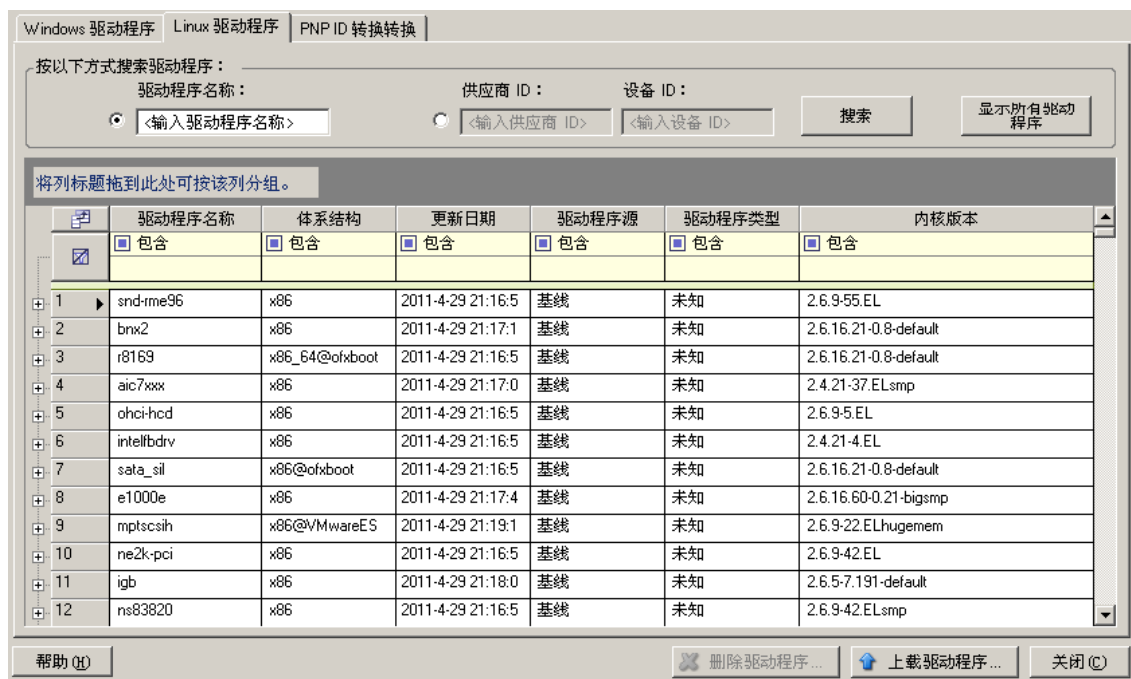 Windows 驱动程序 Linux 驱动程序 PNP ID 转换转换
按以下方式搜索驱动程序：
驱动程序名称： 供应商 ID： 设备 ID：
<输入驱动程序名称> <输入供应商 ID> <输入设备 ID> 搜索 显示所有驱动
程序
将列标题拖到此处可按该列分组。
驱动程序名称 体系结构 更新日期 驱动程序源 驱动程序类型 内核版本
包含 包含 包含 包含 包含 包含
1 snd-rme96 x86 2011-4-29 21:16:5 基线 未知 2.6.9-55.EL
2 bnx2 x86 2011-4-29 21:17:1 基线 未知 2.6.16.21-0.8-default
3 r8169 x86_64@ofxboot 2011-4-29 21:16:5 基线 未知 2.6.16.21-0.8-default
4 aic7xxx x86 2011-4-29 21:17:0 基线 未知 2.4.21-37.ELsmp
5 ohci-hcd x86 2011-4-29 21:16:5 基线 未知 2.6.9-5.EL
6 intelfbdrv x86 2011-4-29 21:16:5 基线 未知 2.4.21-4.EL
7 sata_sil x86@ofxboot 2011-4-29 21:16:5 基线 未知 2.6.16.21-0.8-default
8 e1000e x86 2011-4-29 21:17:4 基线 未知 2.6.16.60-0.21-bigsmp
9 mptscsih x86@VMwareES 2011-4-29 21:19:1 基线 未知 2.6.9-22.ELhugemem
10 ne2k-pci x86 2011-4-29 21:16:5 基线 未知 2.6.9-42.EL
11 igb x86 2011-4-29 21:18:0 基线 未知 2.6.5-7.191-default
12 ns83820 x86 2011-4-29 21:16:5 基线 未知 2.6.9-42.ELsmp
帮助(H) 删除驱动程序... 上载驱动程序... 关闭(C)